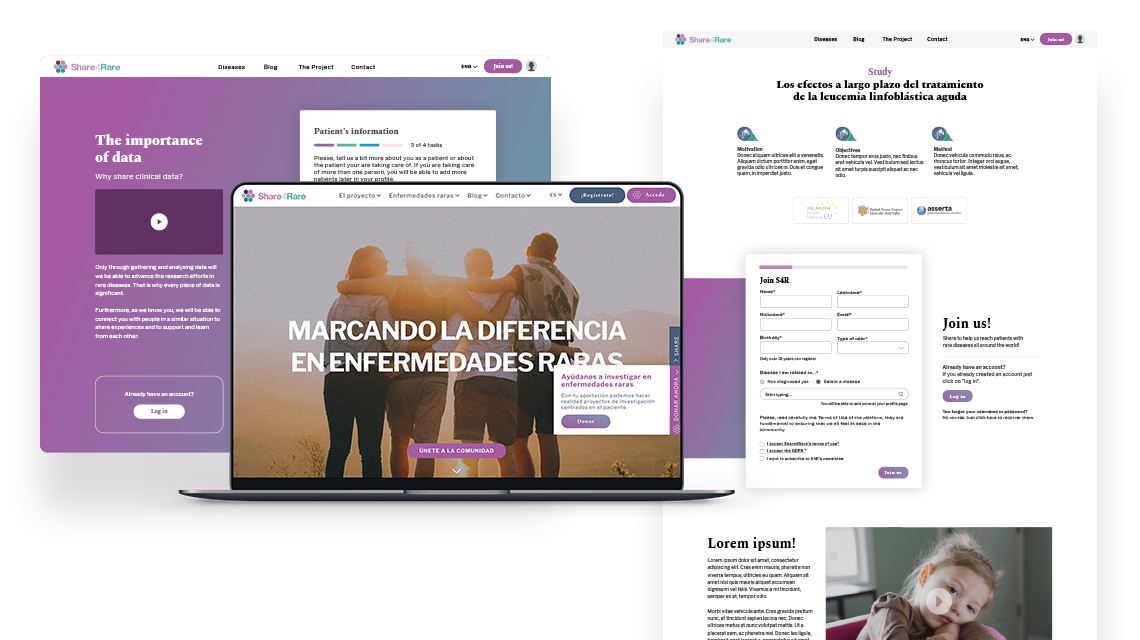 Share4Rare
Diseases
Blog
The Project
Contact
ENG
Join us!
The importance
of data
Why share clinical data?
Only through gathering and analysing data will
we be able to advance the research efforts in
rare diseases. That is why every piece of data is
significant.
Furthermore, as we know you, we will be able to
connect you with people in a similar situation to
share experiences and to support and learn
from each other.
Already have an account?
Log in
Patient's information
3 of 4 tasks
Please, tell us a bit more about you as a patient or about
the patient your are taking care of. If you are taking care
of more than one person, you will be able to add more
patients later in your profile.
Share4Rare
El proyecto
Enfermedades raras
Blog
Contacto
ES
¡Regístrate!
Accede
MARCANDO LA DIFERENCIA
EN ENFERMEDADES RARAS
SHARE
DONAR AHORA
Ayúdanos a investigar en
enfermedades raras
Con tu aportación podemos hacer
realidad proyectos de investigación
centrados en el paciente.
Donar
ÚNETE A LA COMUNIDAD
Share4Rare
Diseases
Blog
The Project
Contact
ENG
Join us!
Study
Los efectos a largo plazo del tratamiento
de la leucemia linfoblástica aguda
Motivation
Donec aliquam ultrices elit a venenatis.
Aliquam dictum porttitor enim, eget
gravida odio ultrices in. Duis et congue
quam, in imperdiet justo.
Objectives
Donec tempor eros justo, nec finibus
erat vehicula vel. Vestibulum sed lectus
sit amet turpis suscipit aliquet ac nec
odio.
Method
Donec vehicula commodo risus, ac
rhoncus tortor. Integer orci augue,
vestibulum sit amet molestie sit amet,
vehicula id justo.
EU
asserta
Join S4R
Name*
Lastname*
Nickname*
Email*
Birthday*
Type of user*
Only over 18 years can register
Disease I am refered to...*
Non diagnosed yet
Select a disease
Start typing...
You will be able to add more at your profile page
Please, read carefully the Terms of Use of the platform, they are
fundamental to ensuring that we all feel at ease in the
community.
I accept Share4Rare's terms of use*
I accept the GDPR *
I want to subscribe to S4R's newsletter
Join us
Join us!
Share to help us reach patients with
rare diseases all around the world!
Already have an account?
If you already created an account just
click on "log in".
Log in
You forgot your username or password?
No worries. Just click here to recover them.
Lorem ipsum!
Lorem ipsum dolor sit amet, consectetur
adipiscing elit. Cras enim mauris, pharetra non
viverra tempus, ultricies eu quam. Aliquam sit
amet nisl quis mauris aliquet accumsan
dignissim vel felis. Vivamus a mi tincidunt,
semper ex at, tempor odio.
Morbi vitae vehicula ante. Cras gravida pretium
nunc, at tincidunt sapien lacinia nec. Donec
ultrices metus at nunc volutpat mattis. Ut a
placerat sem, ac pharetra nisl. Donec leo ligula,